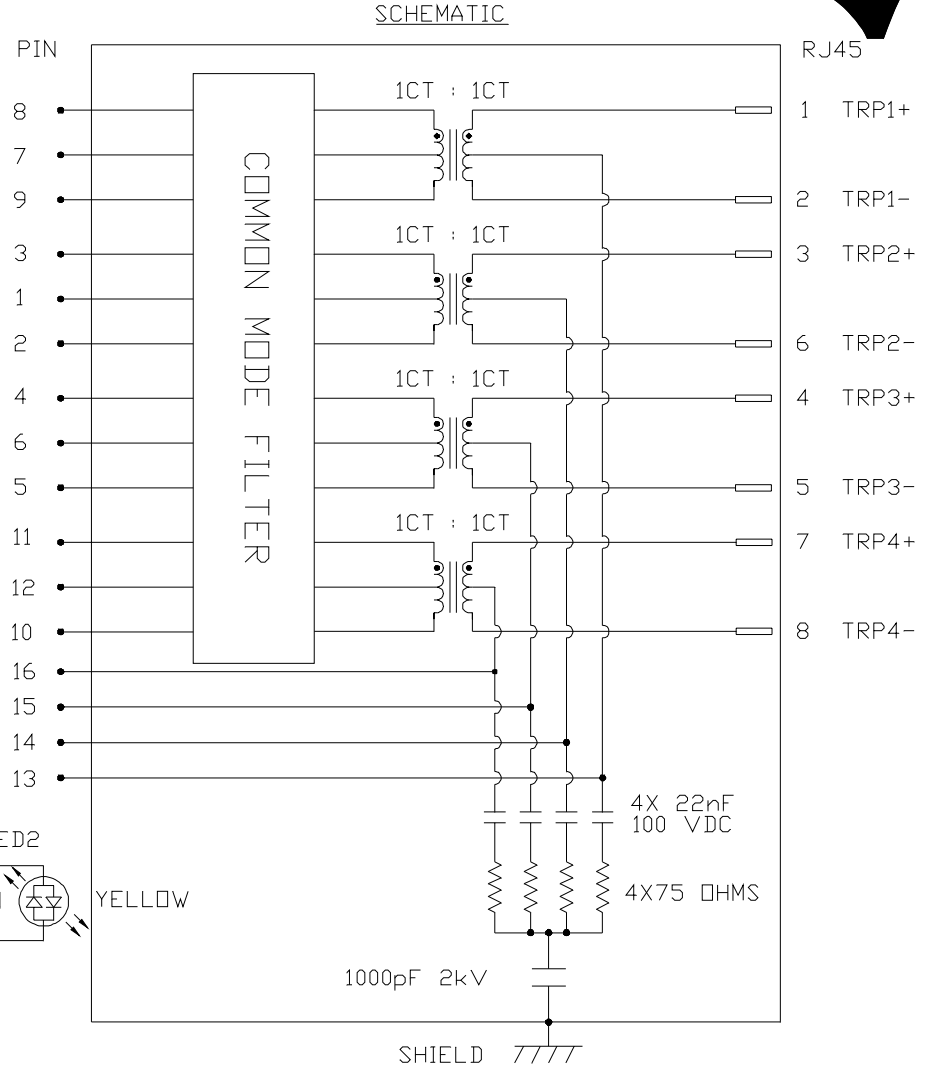 SCHEMATIC
PIN RJ45
1CT : 1CT
8 1 TRP1+
7
9 2 TRP1-
1CT : 1CT
3 3 TRP2+
1
2 6 TRP2-
1CT : 1CT
4 4 TRP3+
6
5 5 TRP3-
1CT : 1CT
11 7 TRP4+
12
10 8 TRP4-
COMMON MODE FILTER
16
15
14
13
4X 22nF
100 VDC
ED2
YELLOW
4X75 OHMS
1000pF 2kV
SHIELD